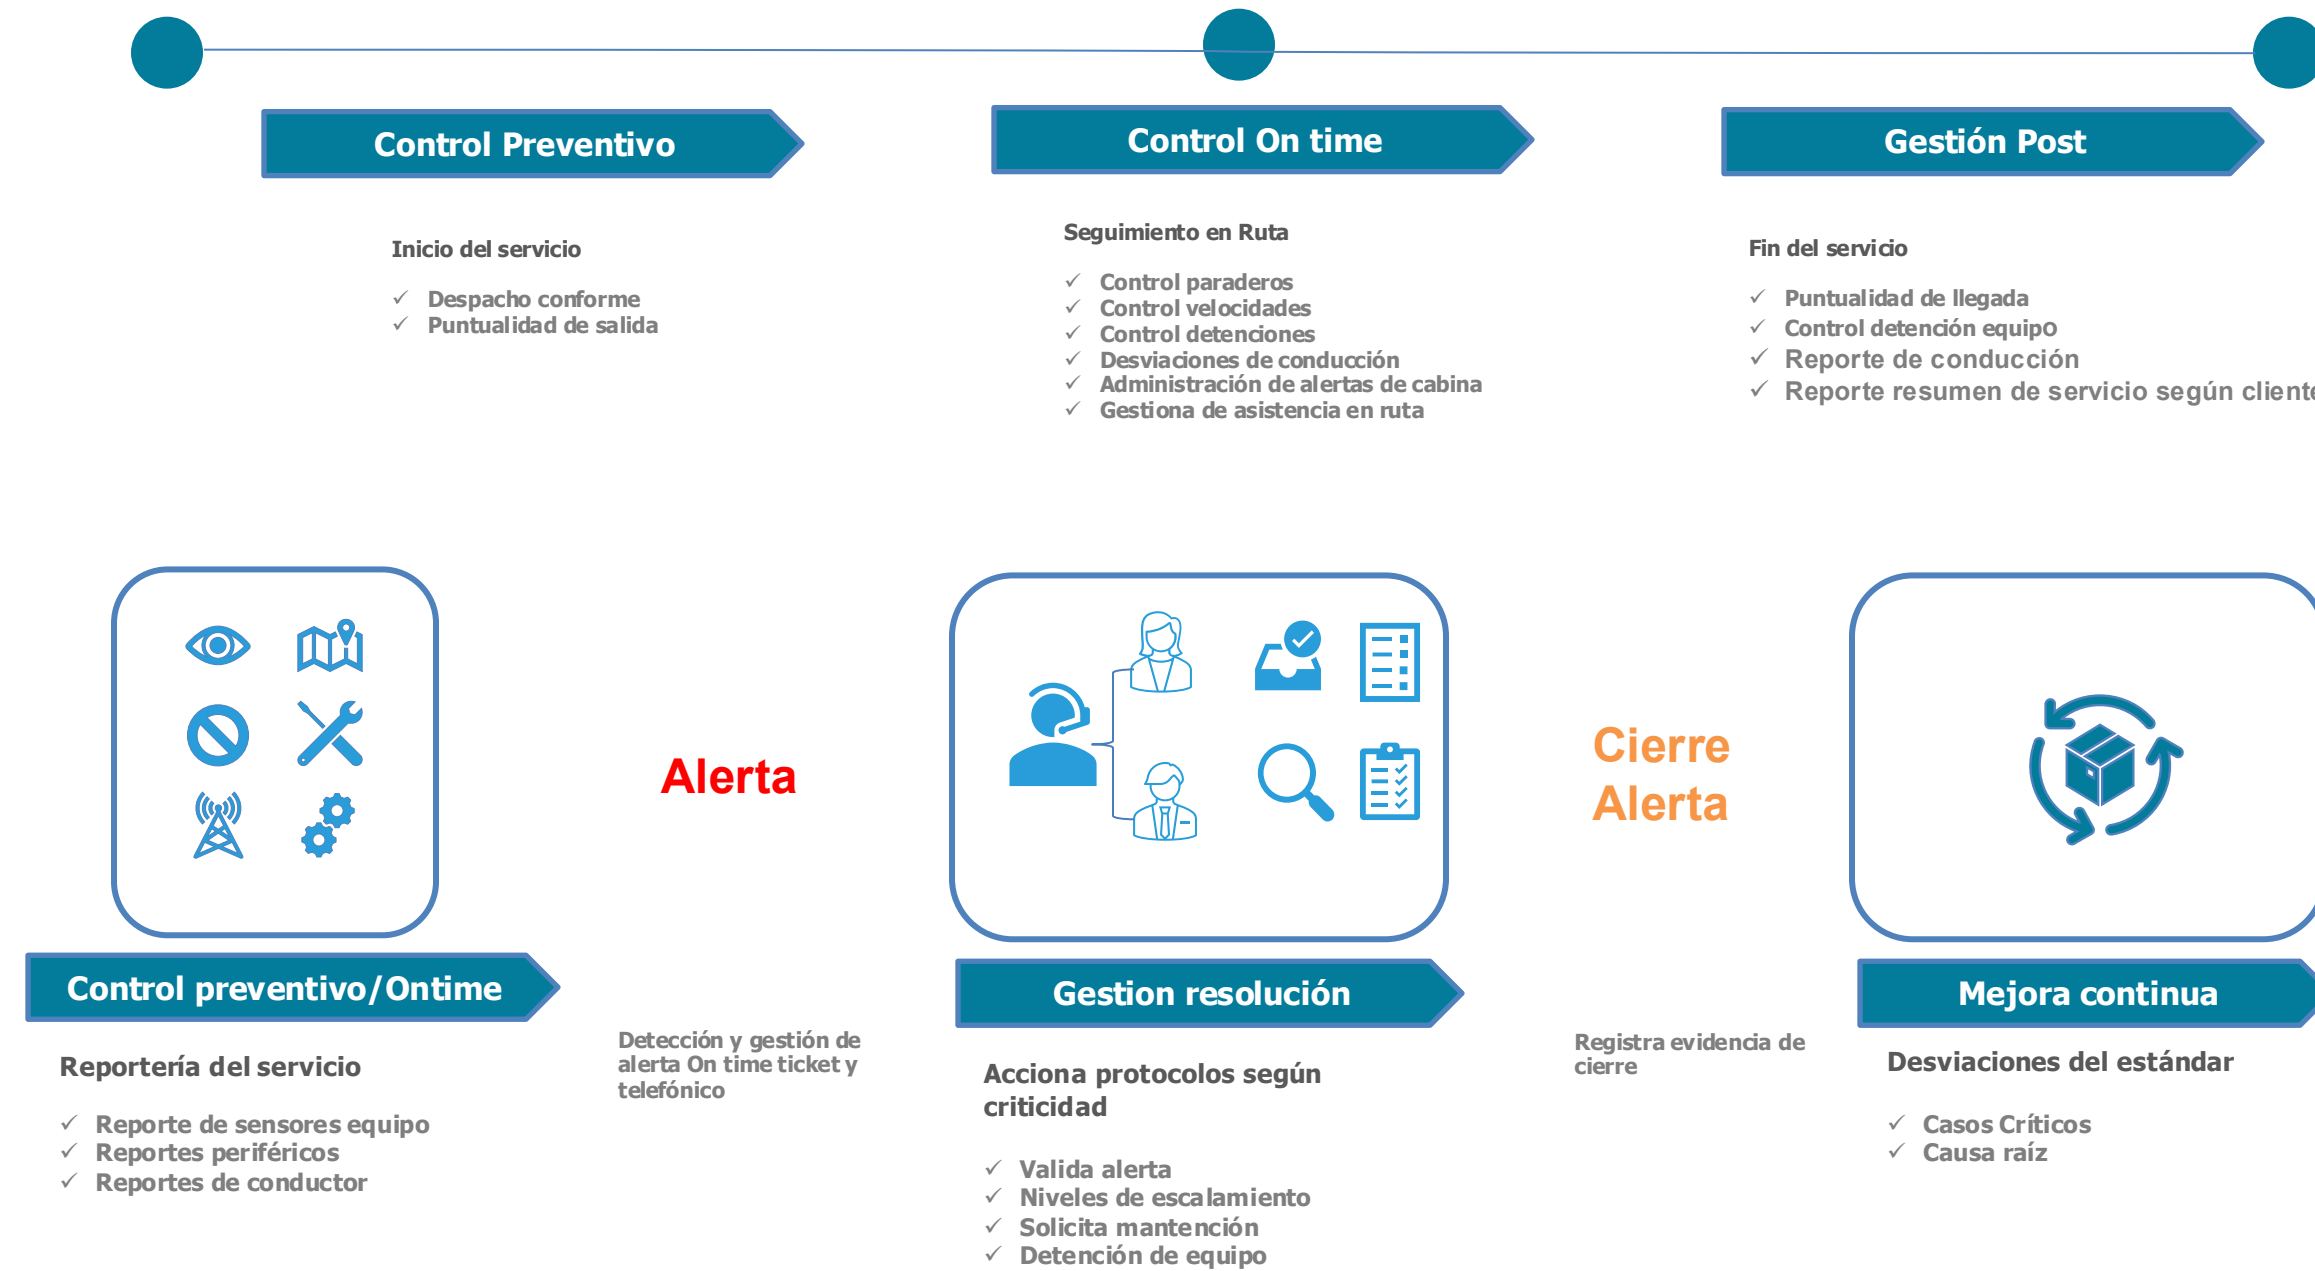 Control Preventivo
Control On time
Gestión Post
Inicio del servicio
✓ Despacho conforme
✓ Puntualidad de salida
Seguimiento en Ruta
✓ Control paraderos
✓ Control velocidades
✓ Control detenciones
✓ Desviaciones de conducción
✓ Administración de alertas de cabina
✓ Gestiona de asistencia en ruta
Fin del servicio
✓ Puntualidad de llegada
✓ Control detención equipo
✓ Reporte de conducción
✓ Reporte resumen de servicio según cliente
Alerta
Cierre
Alerta
Control preventivo/Ontime
Reportería del servicio
✓ Reporte de sensores equipo
✓ Reportes periféricos
✓ Reportes de conductor
Detección y gestión de
alerta On time ticket y
telefónico
Gestion resolución
Acciona protocolos según
criticidad
✓ Valida alerta
✓ Niveles de escalamiento
✓ Solicita mantención
✓ Detención de equipo
Registra evidencia de
cierre
Mejora continua
Desviaciones del estándar
✓ Casos Críticos
✓ Causa raíz